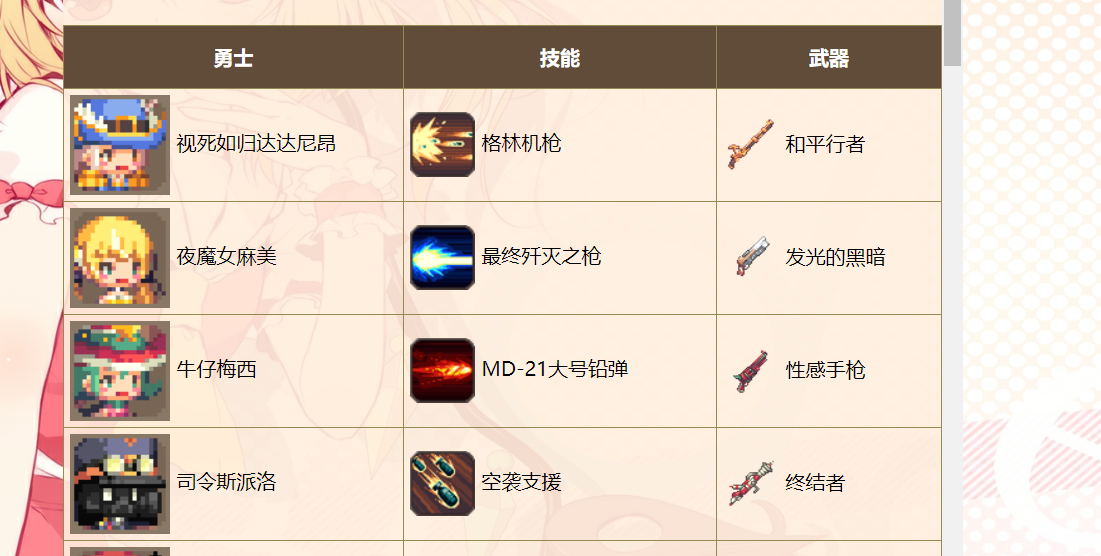 勇士 技能 武器
视死如归达达尼昂 格林机枪 和平行者
夜魔女麻美 最终歼灭之枪 发光的黑暗
牛仔梅西 MD-21大号铅弹 性感手枪
司令斯派洛 空袭支援 终结者